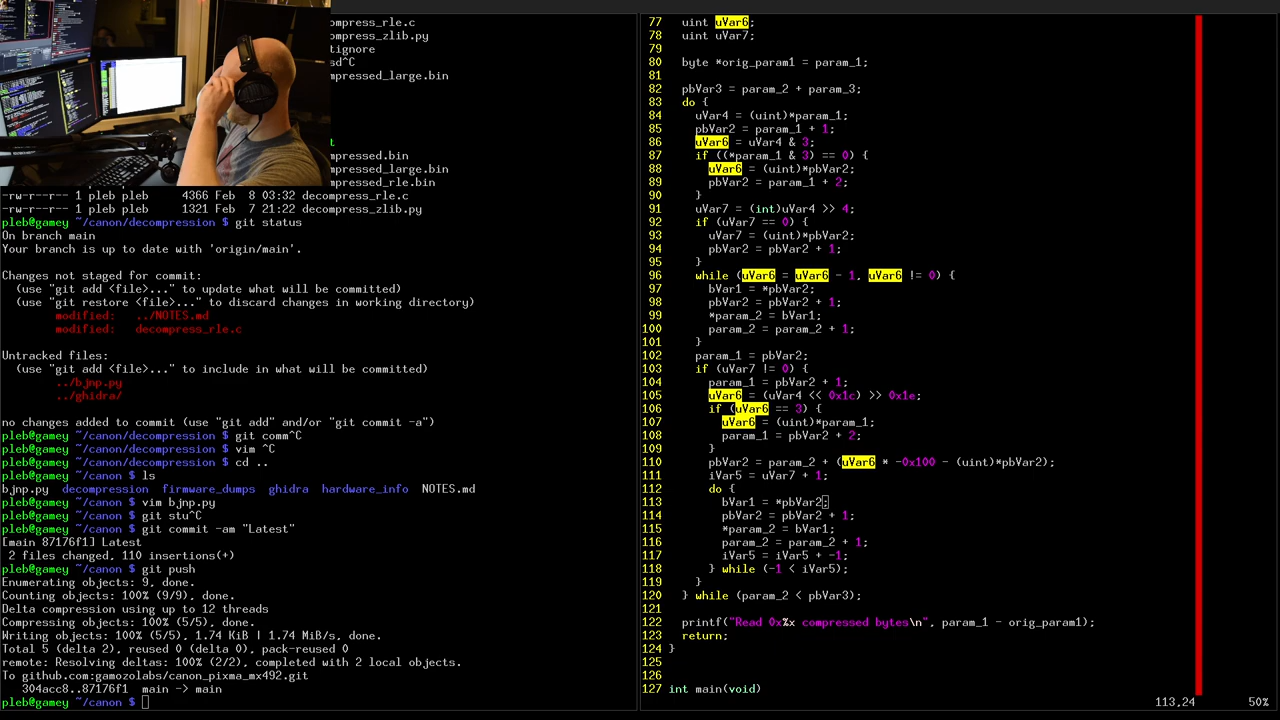 ompress_rle.c
ompress_zlib.py
tignore
sd^C
ompressed_large.bin
t
mpressed.bin
mpressed_large.bin
mpressed_rle.bin
-rw-r--r-- 1 pleb pleb     4366 Feb  8 03:32 decompress_rle.c
-rw-r--r-- 1 pleb pleb     1321 Feb  7 21:22 decompress_zlib.py
pleb@gamey ~/canon/decompression $ git status
On branch main
Your branch is up to date with 'origin/main'.
Changes not staged for commit:
  (use "git add <file>..." to update what will be committed)
  (use "git restore <file>..." to discard changes in working directory)
        modified:   ../NOTES.md
        modified:   decompress_rle.c
Untracked files:
  (use "git add <file>..." to include in what will be committed)
        ../bjnp.py
        ../ghidra/
no changes added to commit (use "git add" and/or "git commit -a")
pleb@gamey ~/canon/decompression $ git comm^C
pleb@gamey ~/canon/decompression $ vim ^C
pleb@gamey ~/canon/decompression $ cd ..
pleb@gamey ~/canon $ ls
bjnp.py  decompression  firmware_dumps  ghidra  hardware_info  NOTES.md
pleb@gamey ~/canon $ vim bjnp.py
pleb@gamey ~/canon $ git stu^C
pleb@gamey ~/canon $ git commit -am "Latest"
[main 87176f1] Latest
 2 files changed, 110 insertions(+)
pleb@gamey ~/canon $ git push
Enumerating objects: 9, done.
Counting objects: 100% (9/9), done.
Delta compression using up to 12 threads
Compressing objects: 100% (5/5), done.
Writing objects: 100% (5/5), 1.74 KiB | 1.74 MiB/s, done.
Total 5 (delta 2), reused 0 (delta 0), pack-reused 0
remote: Resolving deltas: 100% (2/2), completed with 2 local objects.
To github.com:gamozolabs/canon_pixma_mx492.git
   304acc8..87176f1  main -> main
pleb@gamey ~/canon $
77   uint uVar6;
78   uint uVar7;
79
80   byte *orig_param1 = param_1;
81
82   pbVar3 = param_2 + param_3;
83   do {
84     uVar4 = (uint)*param_1;
85     pbVar2 = param_1 + 1;
86     uVar6 = uVar4 & 3;
87     if ((*param_1 & 3) == 0) {
88       uVar6 = (uint)*pbVar2;
89       pbVar2 = param_1 + 2;
90     }
91     uVar7 = (int)uVar4 >> 4;
92     if (uVar7 == 0) {
93       uVar7 = (uint)*pbVar2;
94       pbVar2 = pbVar2 + 1;
95     }
96     while (uVar6 = uVar6 - 1, uVar6 != 0) {
97       bVar1 = *pbVar2;
98       pbVar2 = pbVar2 + 1;
99       *param_2 = bVar1;
100       param_2 = param_2 + 1;
101     }
102     param_1 = pbVar2;
103     if (uVar7 != 0) {
104       param_1 = pbVar2 + 1;
105       uVar6 = (uVar4 << 0x1c) >> 0x1e;
106       if (uVar6 == 3) {
107         uVar6 = (uint)*param_1;
108         param_1 = pbVar2 + 2;
109       }
110       pbVar2 = param_2 + (uVar6 * -0x100 - (uint)*pbVar2);
111       iVar5 = uVar7 + 1;
112       do {
113         bVar1 = *pbVar2;
114         pbVar2 = pbVar2 + 1;
115         *param_2 = bVar1;
116         param_2 = param_2 + 1;
117         iVar5 = iVar5 + -1;
118       } while (-1 < iVar5);
119     }
120   } while (param_2 < pbVar3);
121
122   printf("Read 0x%x compressed bytes\n", param_1 - orig_param1);
123   return;
124 }
125
126
127 int main(void)
113,24 50%